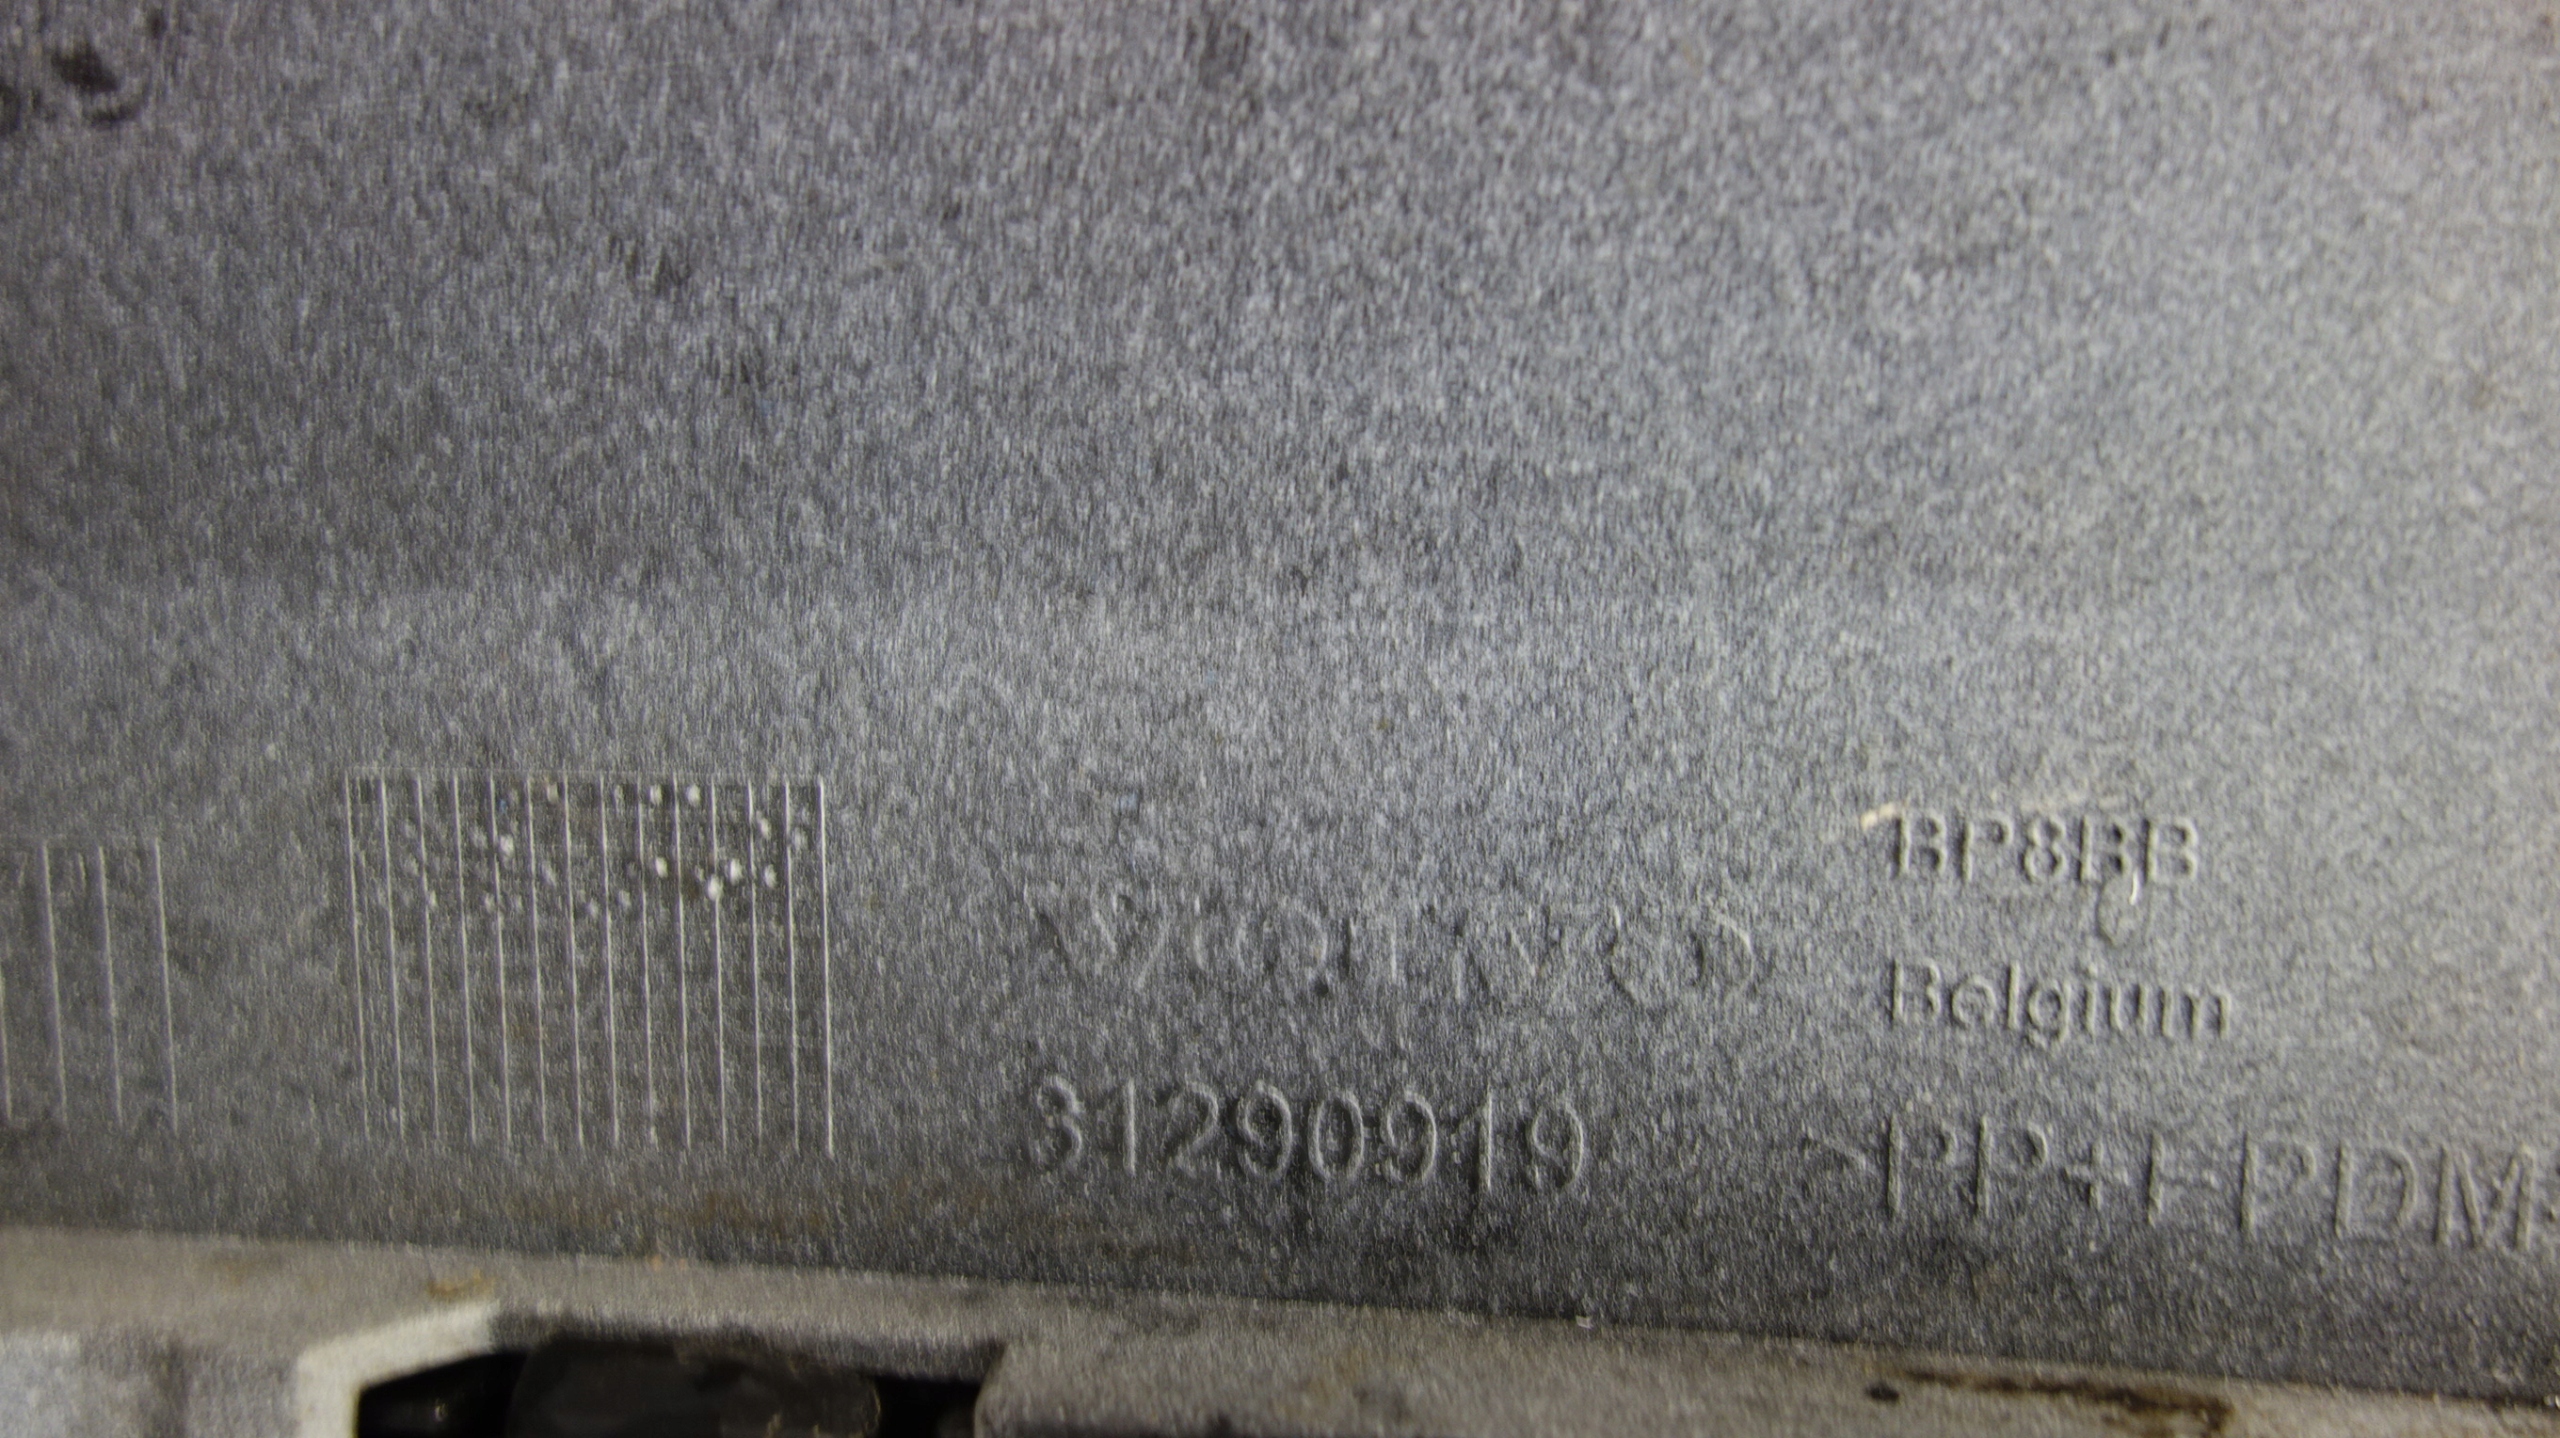 VOLVO
31290919
BP8BB
Belgium
>PP+EPDM